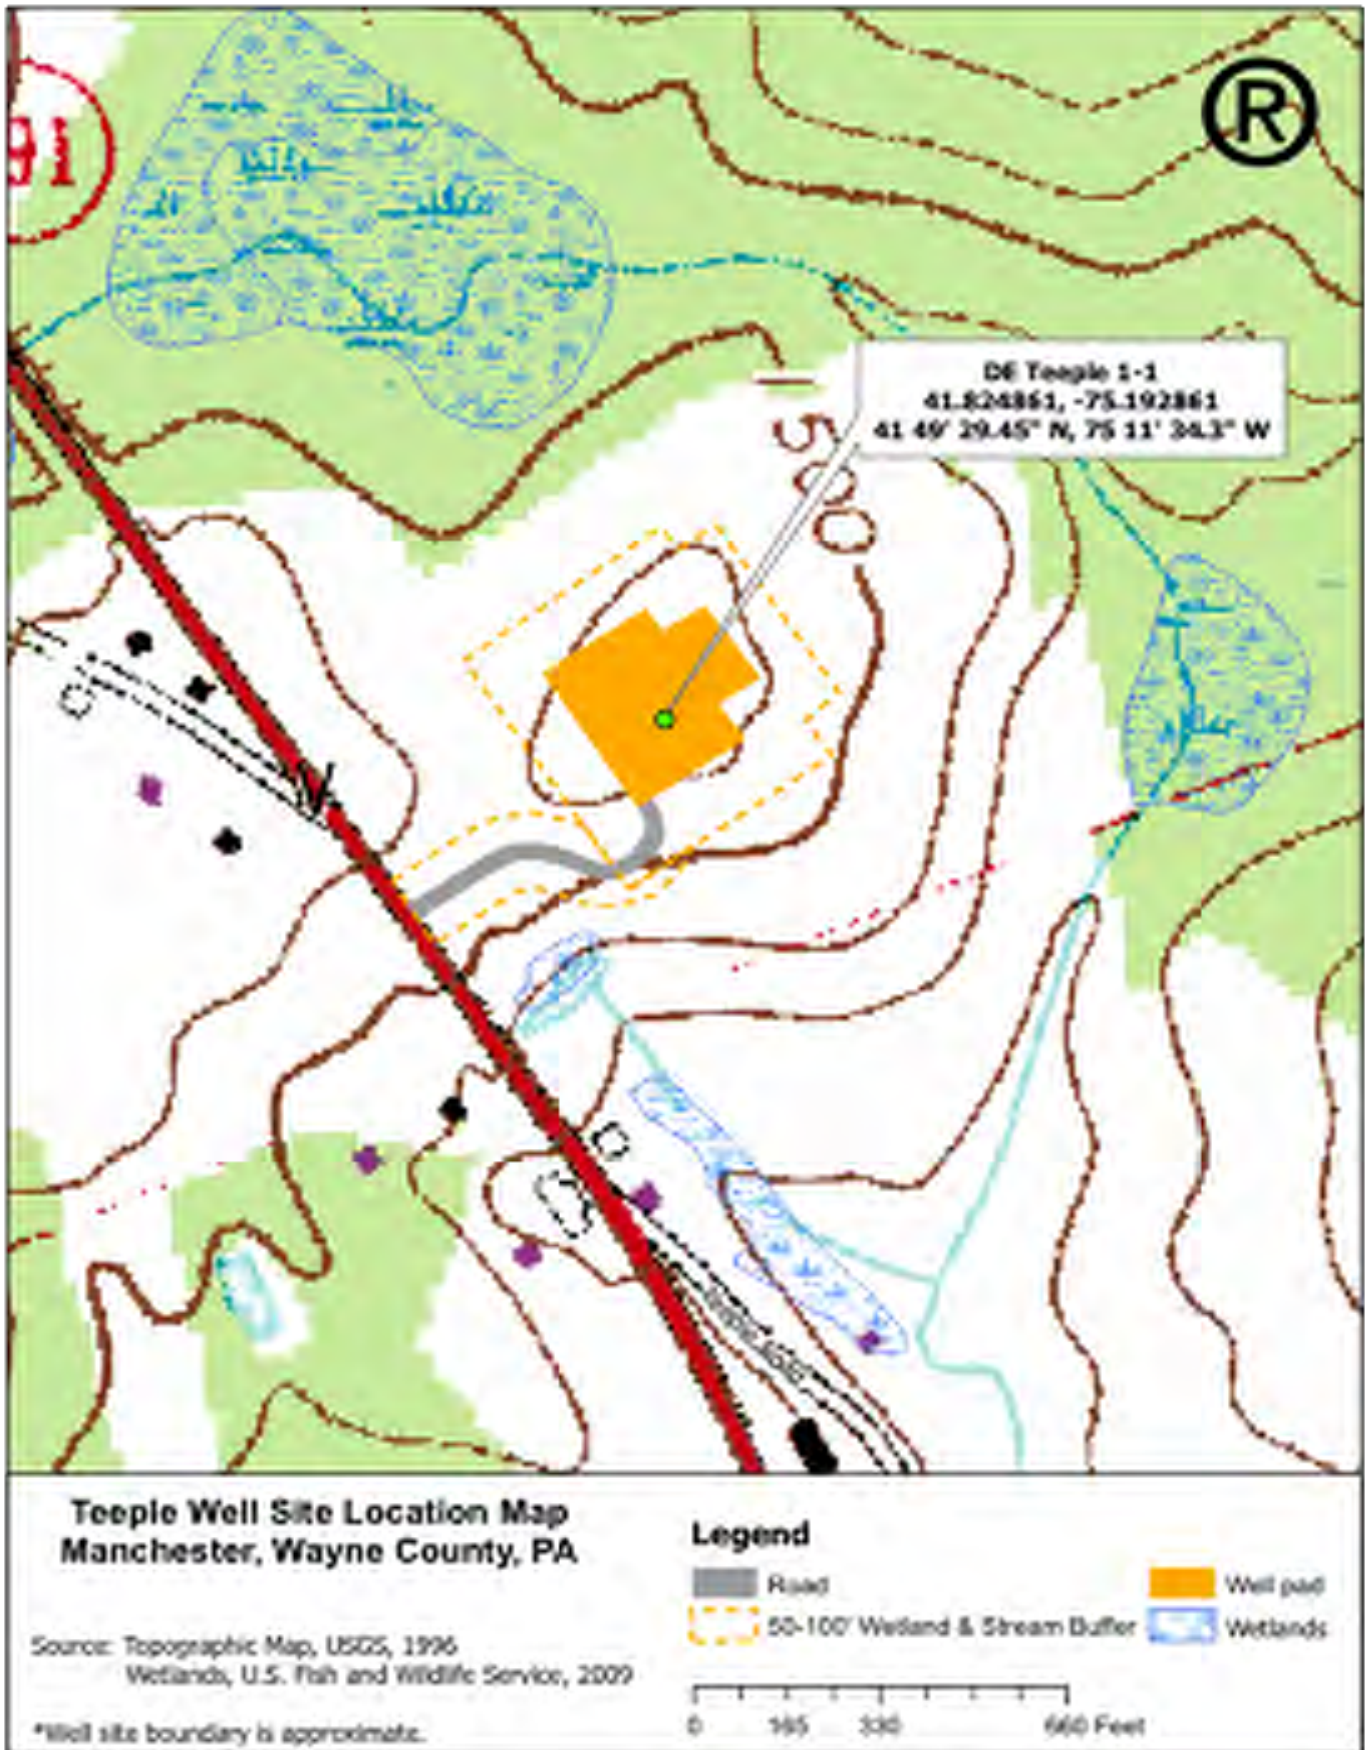 91
®
DE Teeple 1-1
41.824861, -75.192861
41 49' 29.45" N, 75 11' 34.3" W
1500
Teeple Well Site Location Map
Manchester, Wayne County, PA
Source: Topographic Map, USGS, 1996
Wetlands, U.S. Fish and Wildlife Service, 2009
*Well site boundary is approximate.
Legend
Road
Well pad
50-100' Wetland & Stream Buffer
Wetlands
0 165 330 660 Feet